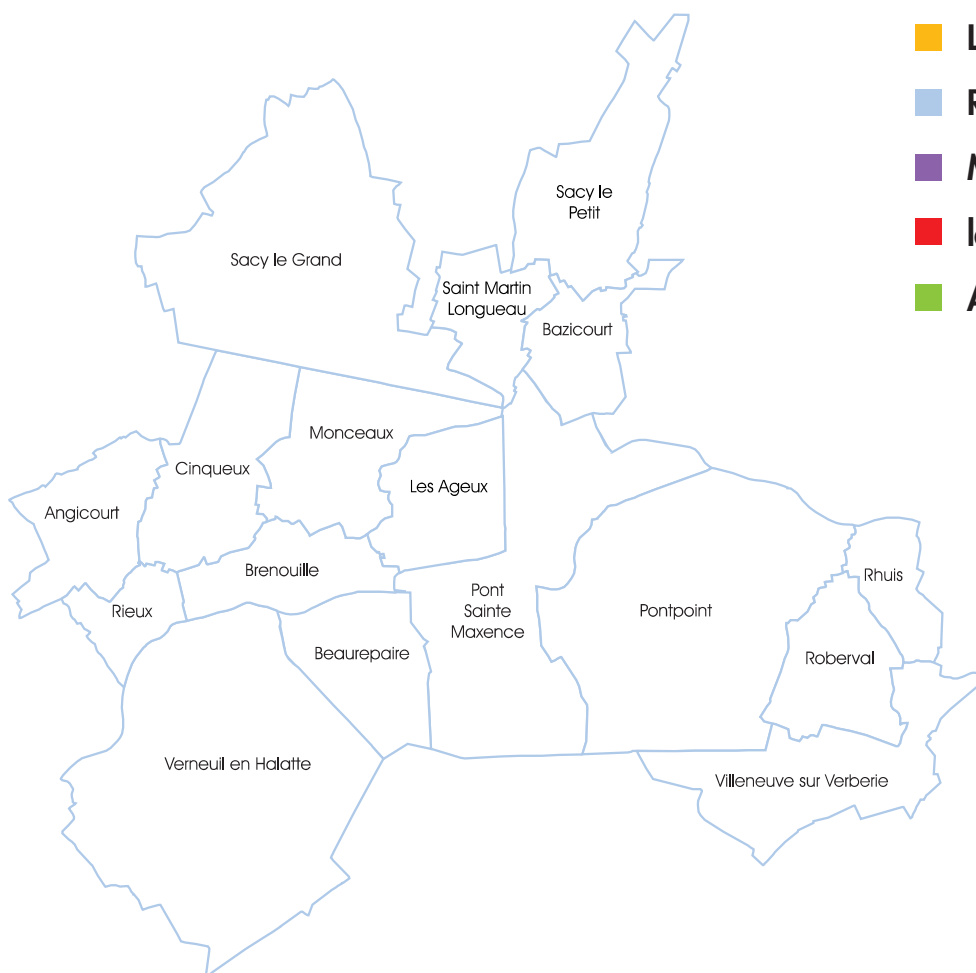 L
R
M
A
Sacy le
Petit
Sacy le Grand
Saint Martin
Longueau
Bazicourt
Monceaux
Cinqueux
Les Ageux
Angicourt
Brenouille
Rieux
Pont
Sainte
Maxence
Pontpoint
Rhuis
Beaurepaire
Roberval
Verneuil en Halatte
Villeneuve sur Verberie